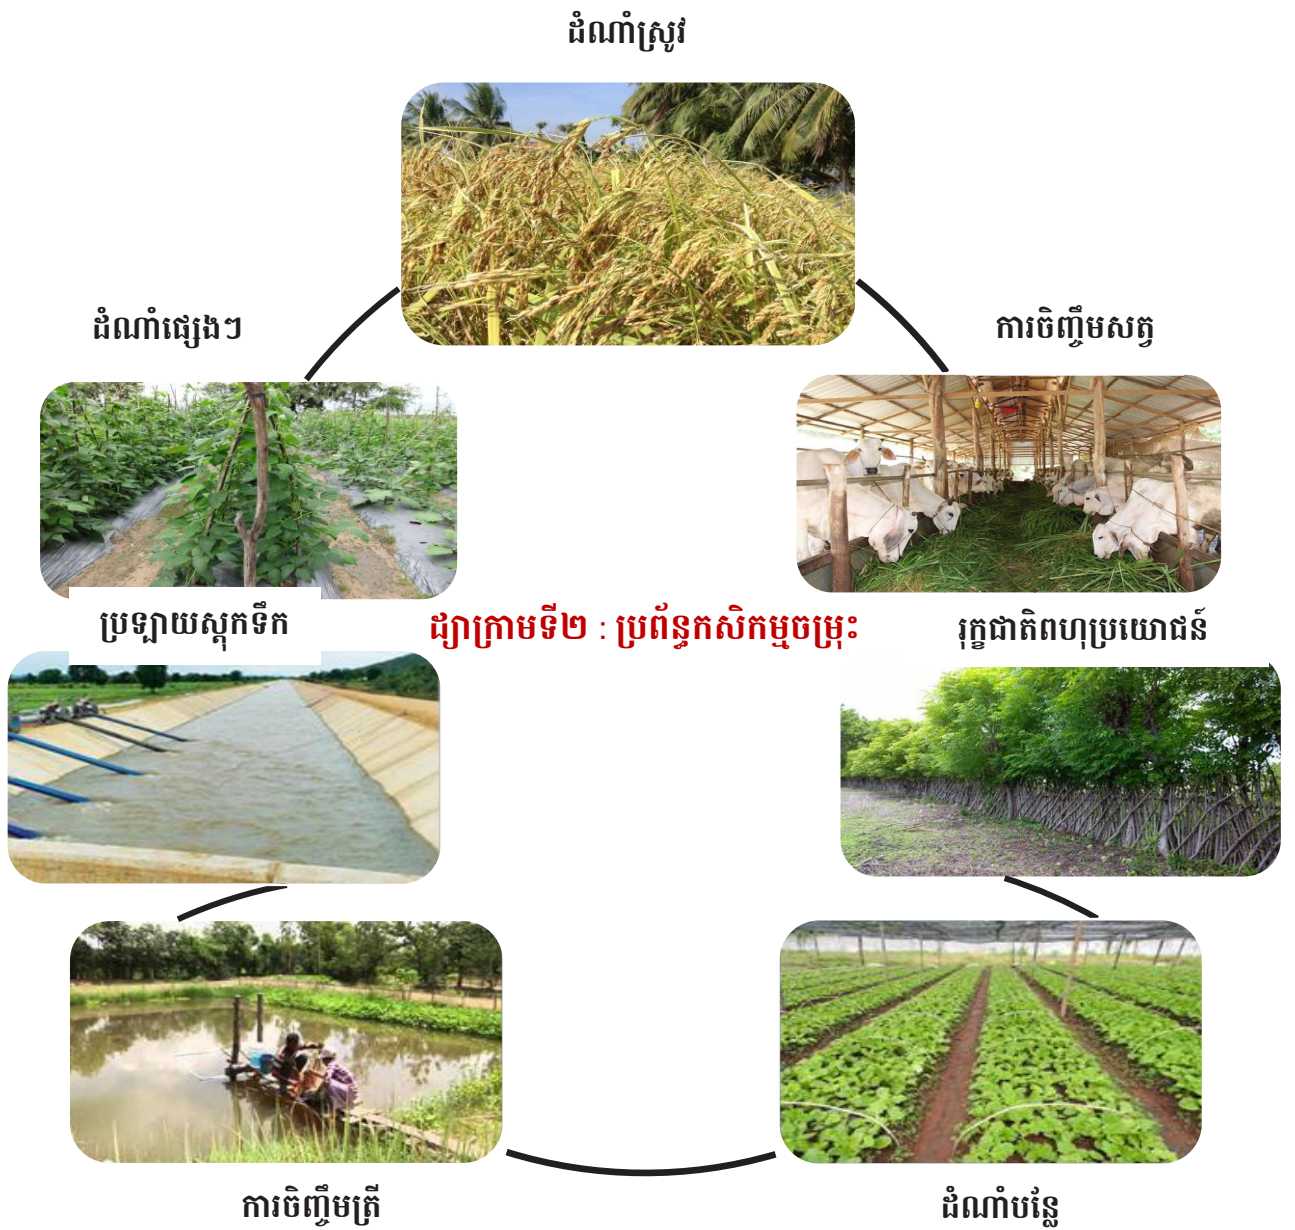 ដំណាំស្រូវ
ដំណាំផ្សេងៗ
ការចិញ្ចឹមសត្វ
ប្រឡាយស្តុកទឹក
ដ្យាក្រាមទី២ : ប្រព័ន្ធកសិកម្មចម្រុះ
រុក្ខជាតិពហុប្រយោជន៍
ការចិញ្ចឹមត្រី
ដំណាំបន្លែ